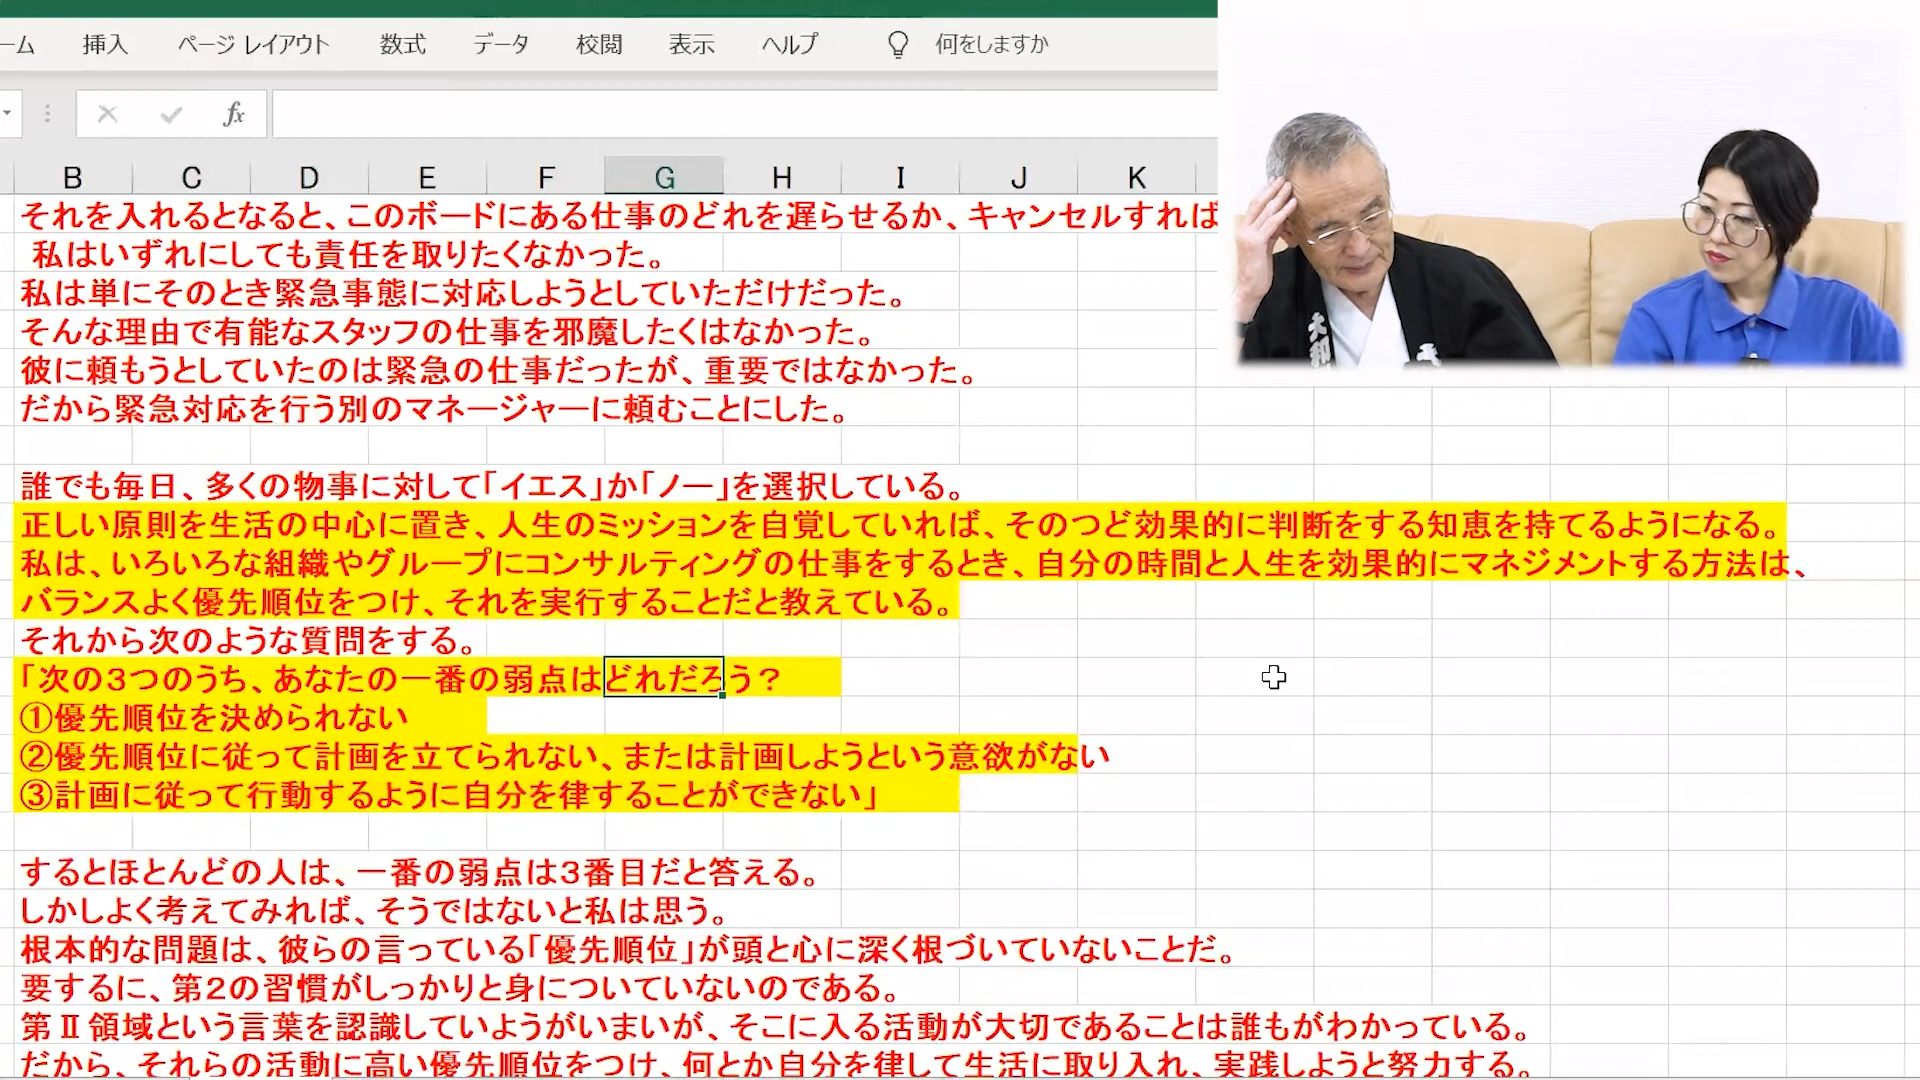 ーム 挿入 ページ レイアウト 数式 データ 校閲 表示 ヘルプ 何をしますか
fx
B C D E F G H I J K
それを入れるとなると、このボードにある仕事のどれを遅らせるか、キャンセルすれば
私はいずれにしても責任を取りたくなかった。
私は単にそのとき緊急事態に対応しようとしていただけだった。
そんな理由で有能なスタッフの仕事を邪魔したくはなかった。
彼に頼もうとしていたのは緊急の仕事だったが、重要ではなかった。
だから緊急対応を行う別のマネージャーに頼むことにした。
誰でも毎日、多くの物事に対して「イエス」か「ノー」を選択している。
正しい原則を生活の中心に置き、人生のミッションを自覚していれば、そのつど効果的に判断をする知恵を持てるようになる。
私は、いろいろな組織やグループにコンサルティングの仕事をするとき、自分の時間と人生を効果的にマネジメントする方法は、
バランスよく優先順位をつけ、それを実行することだと教えている。
それから次のような質問をする。
「次の３つのうち、あなたの一番の弱点はどれだろう？
①優先順位を決められない
②優先順位に従って計画を立てられない、または計画しようという意欲がない
③計画に従って行動するように自分を律することができない」
するとほとんどの人は、一番の弱点は３番目だと答える。
しかしよく考えてみれば、そうではないと私は思う。
根本的な問題は、彼らの言っている「優先順位」が頭と心に深く根づいていないことだ。
要するに、第２の習慣がしっかりと身についていないのである。
第Ⅱ領域という言葉を認識していようがいまいが、そこに入る活動が大切であることは誰もがわかっている。
だから、それらの活動に高い優先順位をつけ、何とか自分を律して生活に取り入れ、実践しようと努力する。
大和